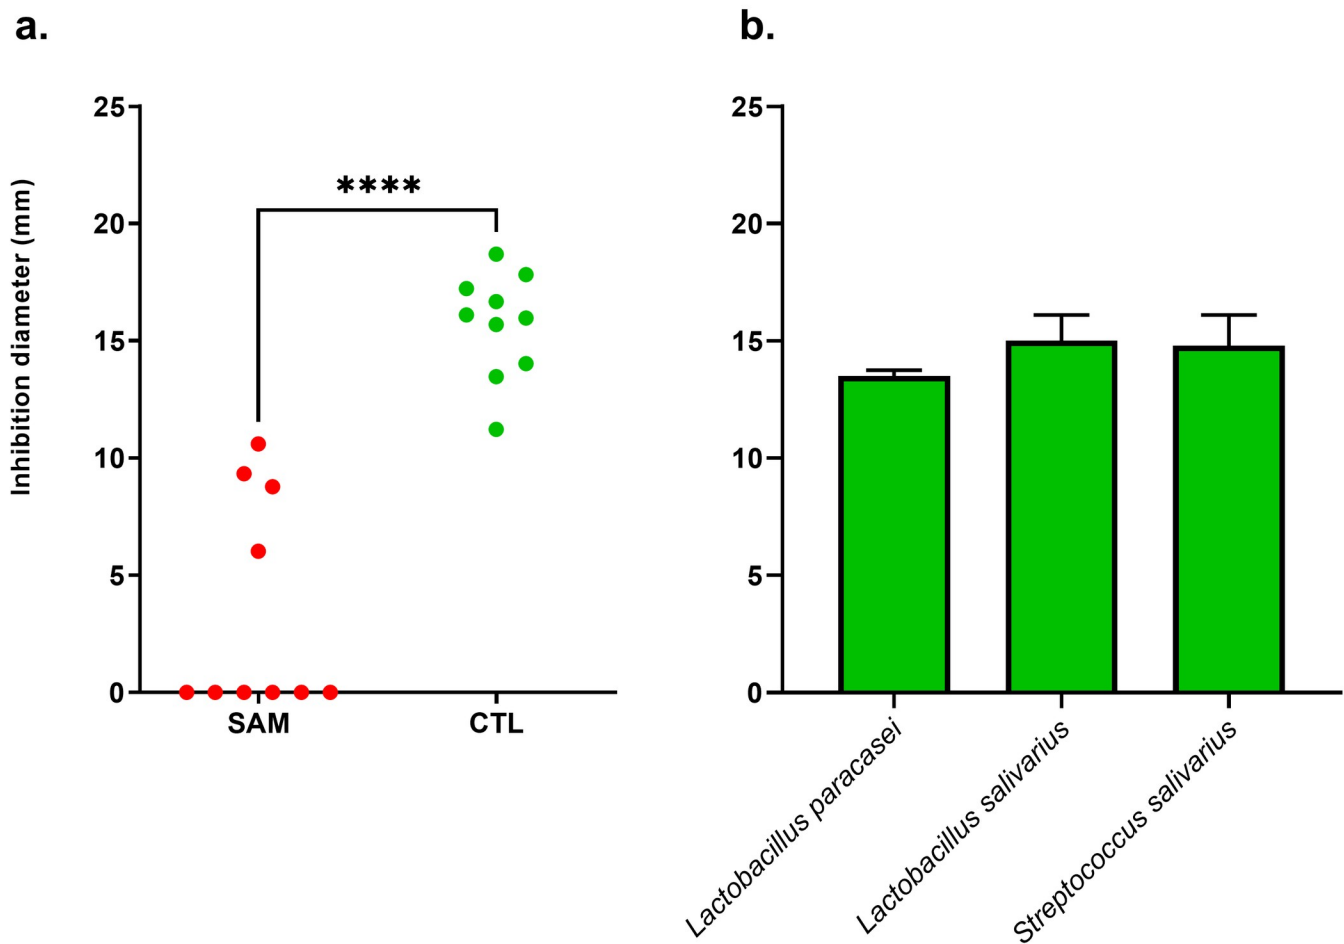 a.
Inhibition diameter (mm)
25
20
15
10
5
0
****
SAM
CTL
b.
25
20
15
10
5
0
Lactobacillus paracasei
Lactobacillus salivarius
Streptococcus salivarius